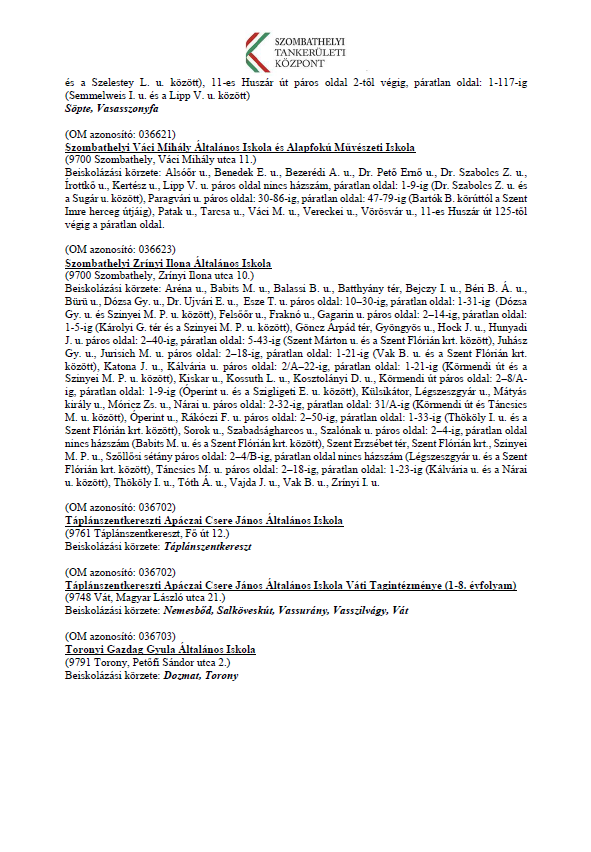 SZOMBATHELYI
TANKERÜLETI
KÖZPONT
és a Szelestey L. u. között), 11-es Huszár út páros oldal 2-től végig, páratlan oldal: 1-117-ig
(Semmelweis I. u. és a Lipp V. u. között)
Söpte, Vasasszonyfa
(OM azonosító: 036621)
Szombathelyi Váci Mihály Általános Iskola és Alapfokú Művészeti Iskola
(9700 Szombathely, Váci Mihály utca 11.)
Beiskolázási körzete: Alsóőr u., Benedek E. u., Bezerédi A. u., Dr. Pető Ernő u., Dr. Szabolcs Z. u.,
Írottkő u., Kertész u., Lipp V. u. páros oldal nincs házszám, páratlan oldal: 1-9-ig (Dr. Szabolcs Z. u. és
a Sugár u. között), Paragvári u. páros oldal: 30-86-ig, páratlan oldal: 47-79-ig (Bartók B. körúttól a Szent
Imre herceg útjáig), Patak u., Tarcsa u., Váci M. u., Vereckei u., Vörösvár u., 11-es Huszár út 125-től
végig a páratlan oldal.
(OM azonosító: 036623)
Szombathelyi Zrínyi Ilona Általános Iskola
(9700 Szombathely, Zrínyi Ilona utca 10.)
Beiskolázási körzete: Aréna u., Babits M. u., Balassi B. u., Batthyány tér, Bejczy I. u., Béri B. Á. u.,
Bürü u., Dózsa Gy. u., Dr. Ujvári E. u., Esze T. u. páros oldal: 10–30-ig, páratlan oldal: 1-31-ig (Dózsa
Gy. u. és Szinyei M. P. u. között), Felsőőr u., Fraknó u., Gagarin u. páros oldal: 2–14-ig, páratlan oldal:
1-5-ig (Károlyi G. tér és a Szinyei M. P. u. között), Göncz Árpád tér, Gyöngyös u., Hock J. u., Hunyadi
J. u. páros oldal: 2–40-ig, páratlan oldal: 5-43-ig (Szent Márton u. és a Szent Flórián krt. között), Juhász
Gy. u., Jurisich M. u. páros oldal: 2–18-ig, páratlan oldal: 1-21-ig (Vak B. u. és a Szent Flórián krt.
között), Katona J. u., Kálvária u. páros oldal: 2/A–22-ig, páratlan oldal: 1-21-ig (Körmendi út és a
Szinyei M. P. u. között), Kiskar u., Kossuth L. u., Kosztolányi D. u., Körmendi út páros oldal: 2–8/A-
ig, páratlan oldal: 1-9-ig (Óperint u. és a Szigligeti E. u. között), Külsikátor, Légszeszgyár u., Mátyás
király u., Móricz Zs. u., Nárai u. páros oldal: 2-32-ig, páratlan oldal: 31/A-ig (Körmendi út és Táncsics
M. u. között), Óperint u., Rákóczi F. u. páros oldal: 2–50-ig, páratlan oldal: 1-33-ig (Thököly I. u. és a
Szent Flórián krt. között), Sorok u., Szabadságharcos u., Szalónak u. páros oldal: 2–4-ig, páratlan oldal
nincs házszám (Babits M. u. és a Szent Flórián krt. között), Szent Erzsébet tér, Szent Flórián krt., Szinyei
M. P. u., Szőllősi sétány páros oldal: 2–4/B-ig, páratlan oldal nincs házszám (Légszeszgyár u. és a Szent
Flórián krt. között), Táncsics M. u. páros oldal: 2–18-ig, páratlan oldal: 1-23-ig (Kálvária u. és a Nárai
u. között), Thököly I. u., Tóth Á. u., Vajda J. u., Vak B. u., Zrínyi I. u.
(OM azonosító: 036702)
Táplánszentkereszti Apáczai Csere János Általános Iskola
(9761 Táplánszentkereszt, Fő út 12.)
Beiskolázási körzete: Táplánszentkereszt
(OM azonosító: 036702)
Táplánszentkereszti Apáczai Csere János Általános Iskola Váti Tagintézménye (1-8. évfolyam)
(9748 Vát, Magyar László utca 21.)
Beiskolázási körzete: Nemesbőd, Salköveskút, Vassurány, Vasszilvágy, Vát
(OM azonosító: 036703)
Toronyi Gazdag Gyula Általános Iskola
(9791 Torony, Petőfi Sándor utca 2.)
Beiskolázási körzete: Dozmat, Torony